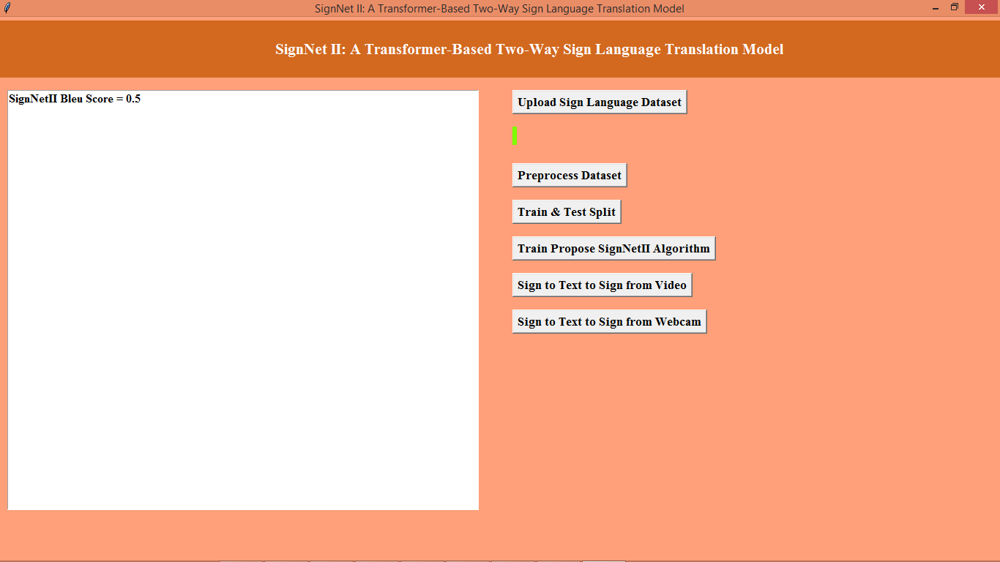 SignNet II: A Transformer-Based Two-Way Sign Language Translation Model
SignNet II: A Transformer-Based Two-Way Sign Language Translation Model
SignNetII Bleu Score = 0.5
Upload Sign Language Dataset
Preprocess Dataset
Train & Test Split
Train Propose SignNetII Algorithm
Sign to Text to Sign from Video
Sign to Text to Sign from Webcam